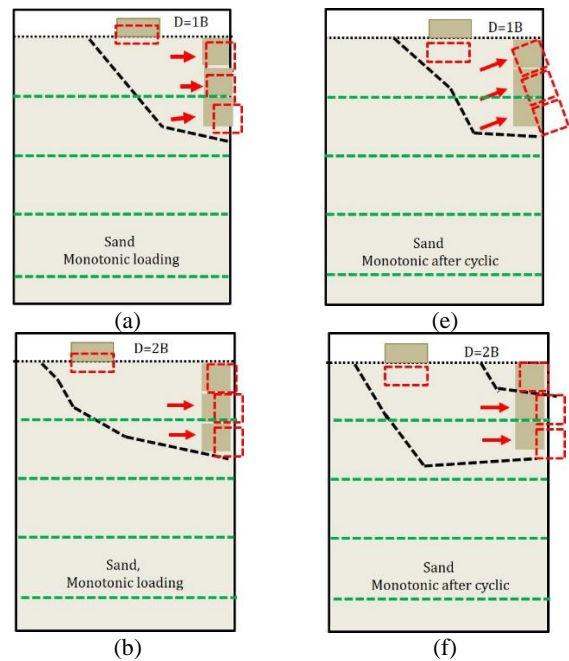 D=1B
Sand
Monotonic loading
(a)
D=1B
Sand
Monotonic after cyclic
(e)
D=2B
Sand,
Monotonic loading
(b)
D=2B
Sand
Monotonic after cyclic
(f)